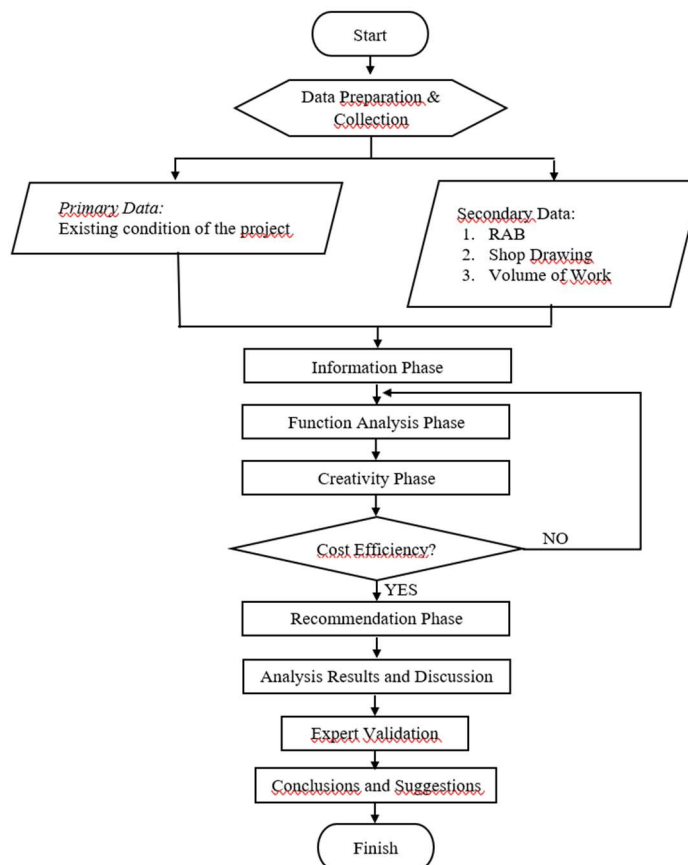 Start
Data Preparation &
Collection
Primary Data:
Existing condition of the project
Secondary Data:
1. RAB
2. Shop Drawing
3. Volume of Work
Information Phase
Function Analysis Phase
Creativity Phase
Cost Efficiency?
NO
YES
Recommendation Phase
Analysis Results and Discussion
Expert Validation
Conclusions and Suggestions
Finish